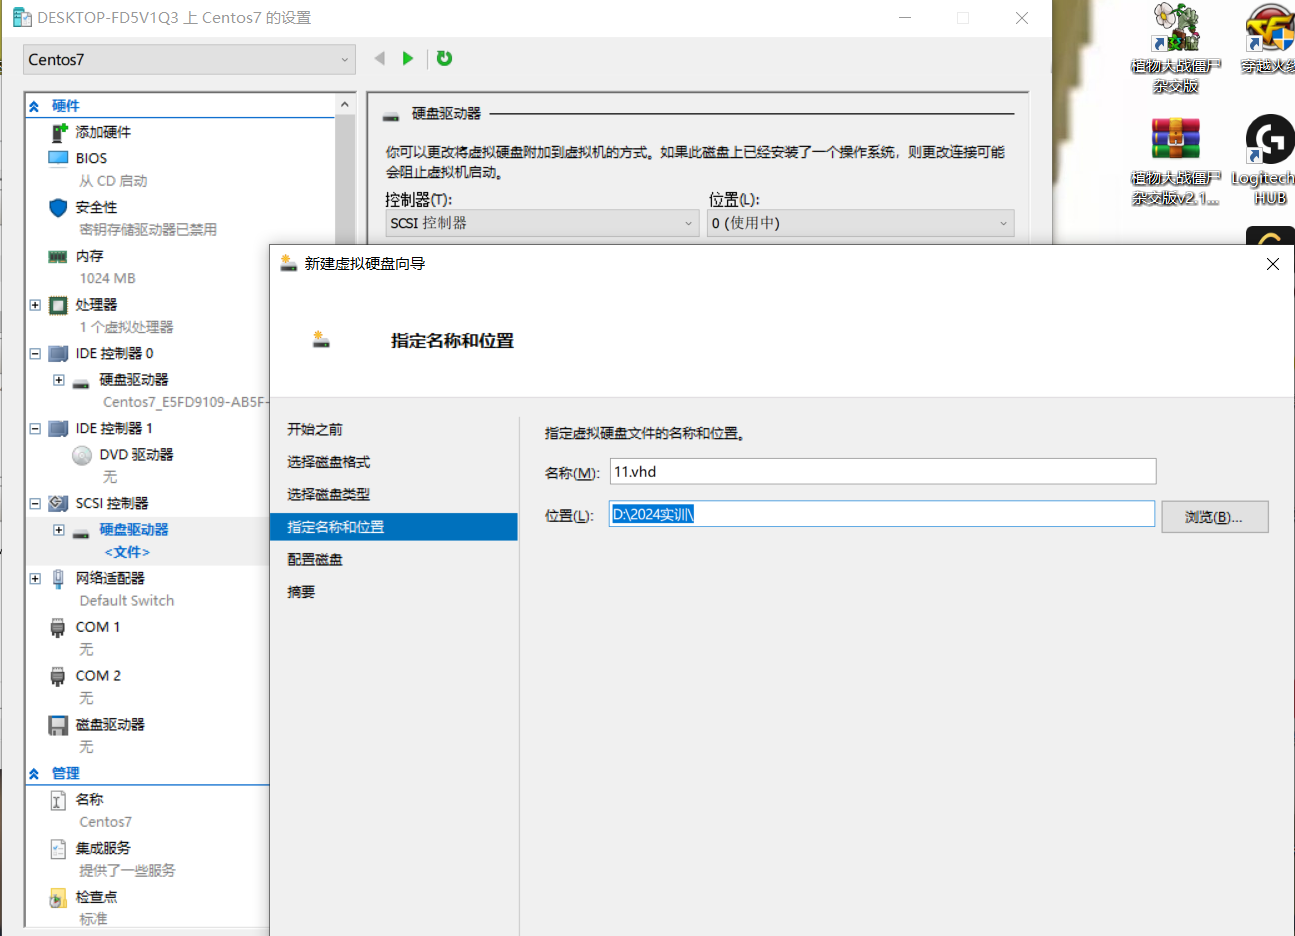 DESKTOP-FD5V1Q3 上 Centos7 的设置
Centos7
硬件
添加硬件
BIOS
从 CD 启动
安全性
密钥存储驱动器已禁用
内存
1024 MB
处理器
1 个虚拟处理器
IDE 控制器 0
硬盘驱动器
Centos7_E5FD9109-AB5F-
IDE 控制器 1
DVD 驱动器
无
SCSI 控制器
硬盘驱动器
<文件>
网络适配器
Default Switch
COM 1
无
COM 2
无
磁盘驱动器
无
管理
名称
Centos7
集成服务
提供了一些服务
检查点
标准
硬盘驱动器
你可以更改将虚拟硬盘附加到虚拟机的方式。如果此磁盘上已经安装了一个操作系统，则更改连接可能
会阻止虚拟机启动。
控制器(T):
位置(L):
SCSI 控制器
0 (使用中)
新建虚拟硬盘向导
指定名称和位置
开始之前
选择磁盘格式
选择磁盘类型
指定名称和位置
配置磁盘
摘要
指定虚拟硬盘文件的名称和位置。
名称(M):
11.vhd
位置(L):
D:\2024实训\
浏览(B)...
植物大战僵尸
杂交版
穿越火线
植物大战僵尸
杂交版v2.1...
Logitech
HUB